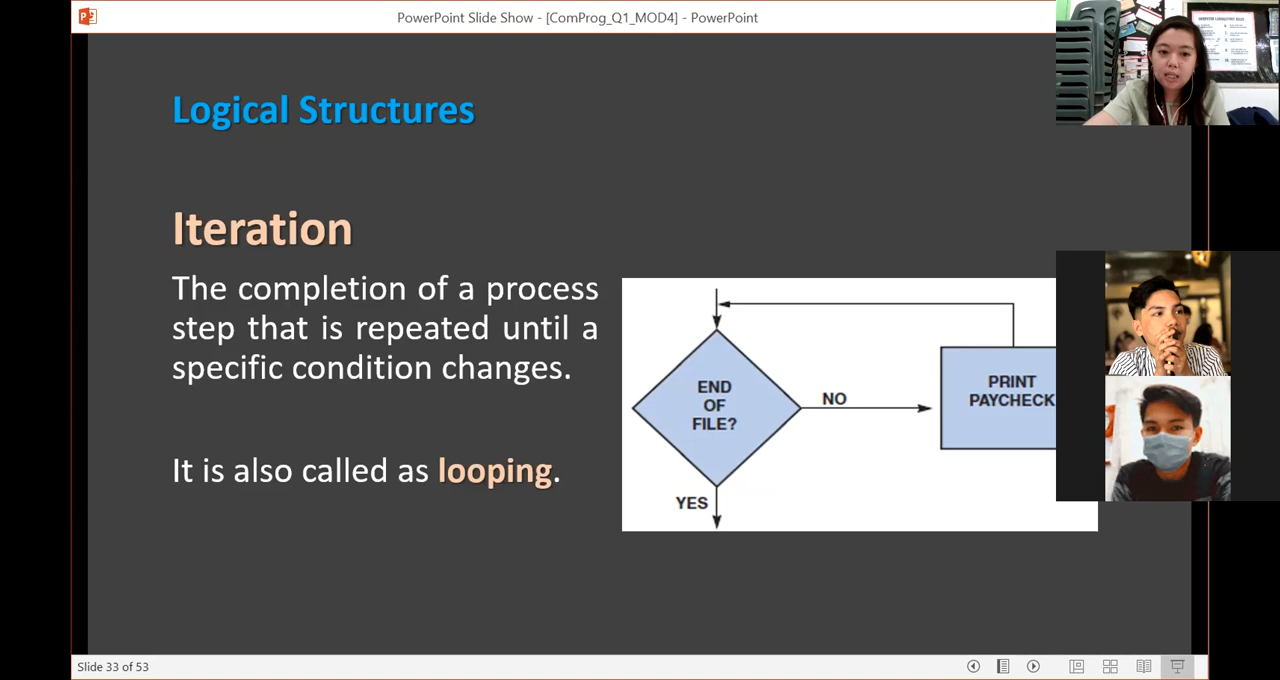 PowerPoint Slide Show - [ComProg_Q1_MOD4] - PowerPoint
Logical Structures
Iteration
The completion of a process
step that is repeated until a
specific condition changes.
It is also called as looping.
END
OF
FILE?
NO
PRINT
PAYCHECK
YES
Slide 33 of 53